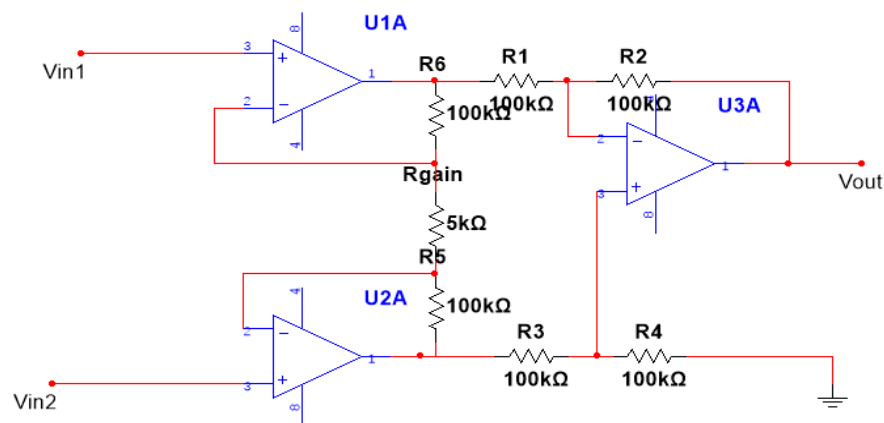 8
U1A
Vin1
3
+
1
2
−
4
R6
100kΩ
R1
100kΩ
R2
100kΩ
U3A
2
−
3
+
1
8
Vout
Rgain
5kΩ
R5
100kΩ
U2A
4
2
−
1
3
+
8
Vin2
R3
100kΩ
R4
100kΩ